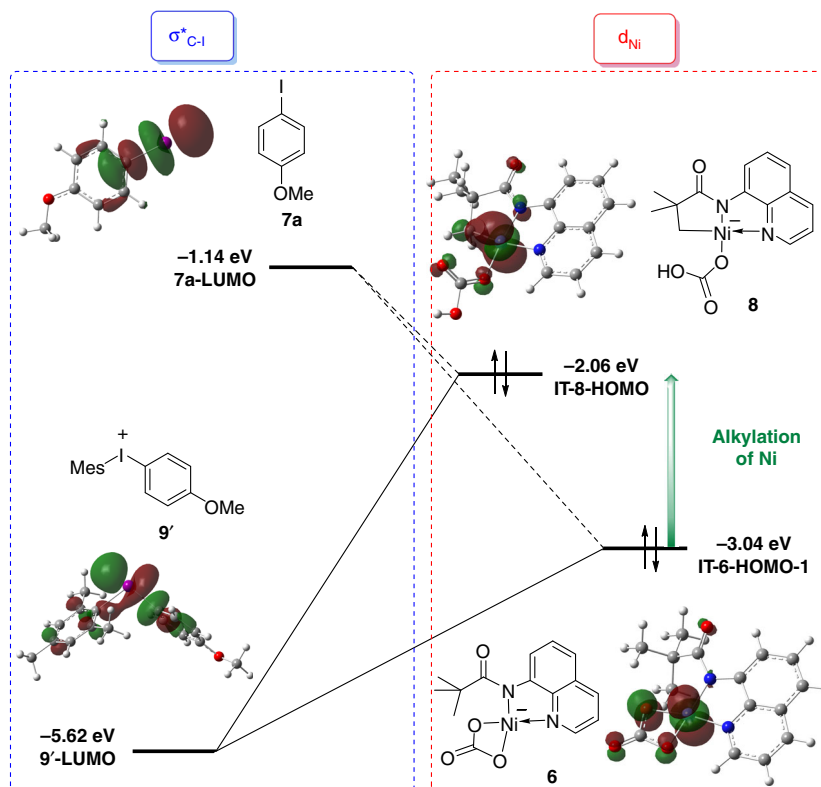 σ*C-I
dNi
I
OMe
7a
−1.14 eV
7a-LUMO
O
N
Ni
−
N
O
HO
O
8
−2.06 eV
IT-8-HOMO
Alkylation
of Ni
+
Mes
I
OMe
9′
−3.04 eV
IT-6-HOMO-1
−5.62 eV
9′-LUMO
O
N
−
O
Ni
N
O
O
6